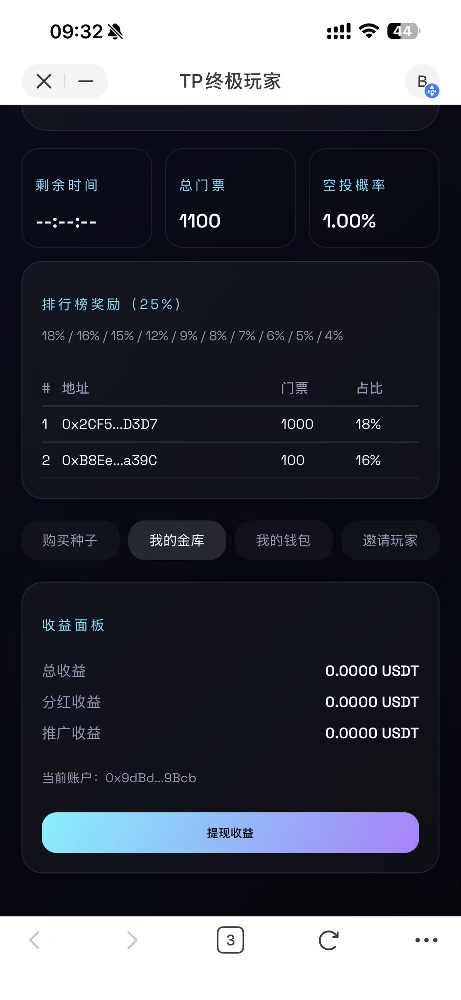 09:32
44
TP终极玩家
B
EVM
剩余时间 总门票 空投概率
--:--:-- 1100 1.00%
排行榜奖励 (25%)
18% / 16% / 15% / 12% / 9% / 8% / 7% / 6% / 5% / 4%
# 地址 门票 占比
1 0x2CF5...D3D7 1000 18%
2 0xB8Ee...a39C 100 16%
购买种子 我的金库 我的钱包 邀请玩家
收益面板
总收益 0.0000 USDT
分红收益 0.0000 USDT
推广收益 0.0000 USDT
当前账户：0x9dBd...9Bcb
提现收益
3